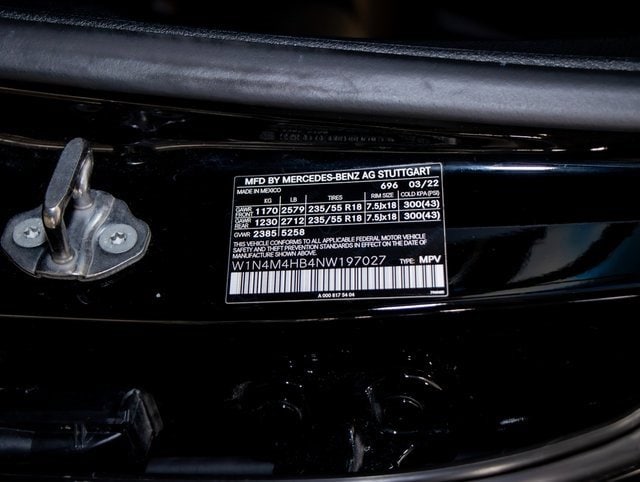 MFD BY MERCEDES-BENZ AG STUTTGART
MADE IN MEXICO 696 03/22
KG LB TIRES RIM SIZE COLD KPA (PSI)
GAWR FRONT 1170 2579 235/55 R18 7.5Jx18 300(43)
GAWR REAR 1230 2712 235/55 R18 7.5Jx18 300(43)
GVWR 2385 5258
THIS VEHICLE CONFORMS TO ALL APPLICABLE FEDERAL MOTOR VEHICLE
SAFETY AND THEFT PREVENTION STANDARDS IN EFFECT ON THE DATE OF
MANUFACTURE SHOWN ABOVE.
W1N4M4HB4NW197027 TYPE: MPV
A 000 817 54 04